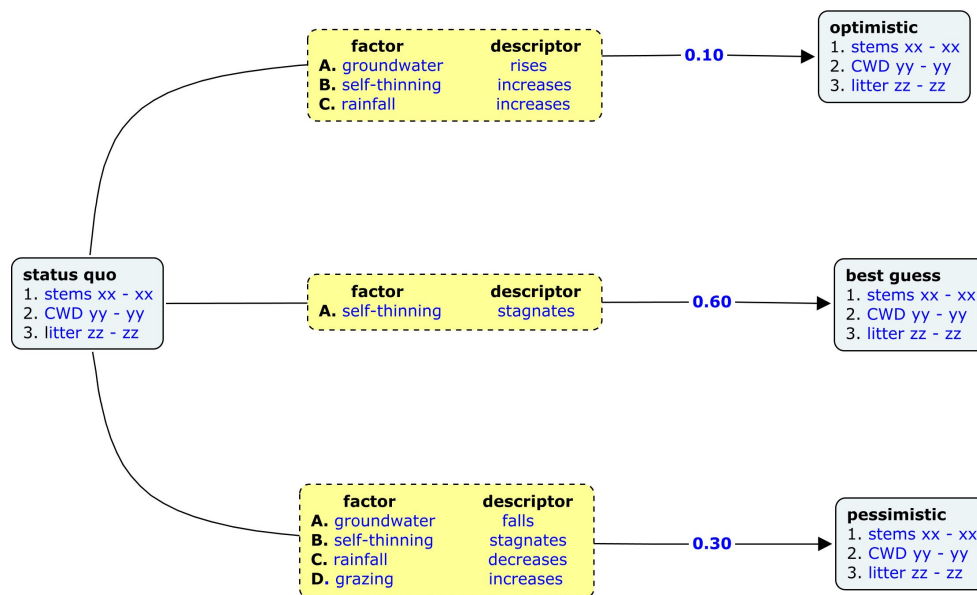 factor descriptor
A. groundwater rises
B. self-thinning increases
C. rainfall increases
0.10
optimistic
1. stems xx - xx
2. CWD yy - yy
3. litter zz - zz
status quo
1. stems xx - xx
2. CWD yy - yy
3. litter zz - zz
factor descriptor
A. self-thinning stagnates
0.60
best guess
1. stems xx - xx
2. CWD yy - yy
3. litter zz - zz
factor descriptor
A. groundwater falls
B. self-thinning stagnates
C. rainfall decreases
D. grazing increases
0.30
pessimistic
1. stems xx - xx
2. CWD yy - yy
3. litter zz - zz